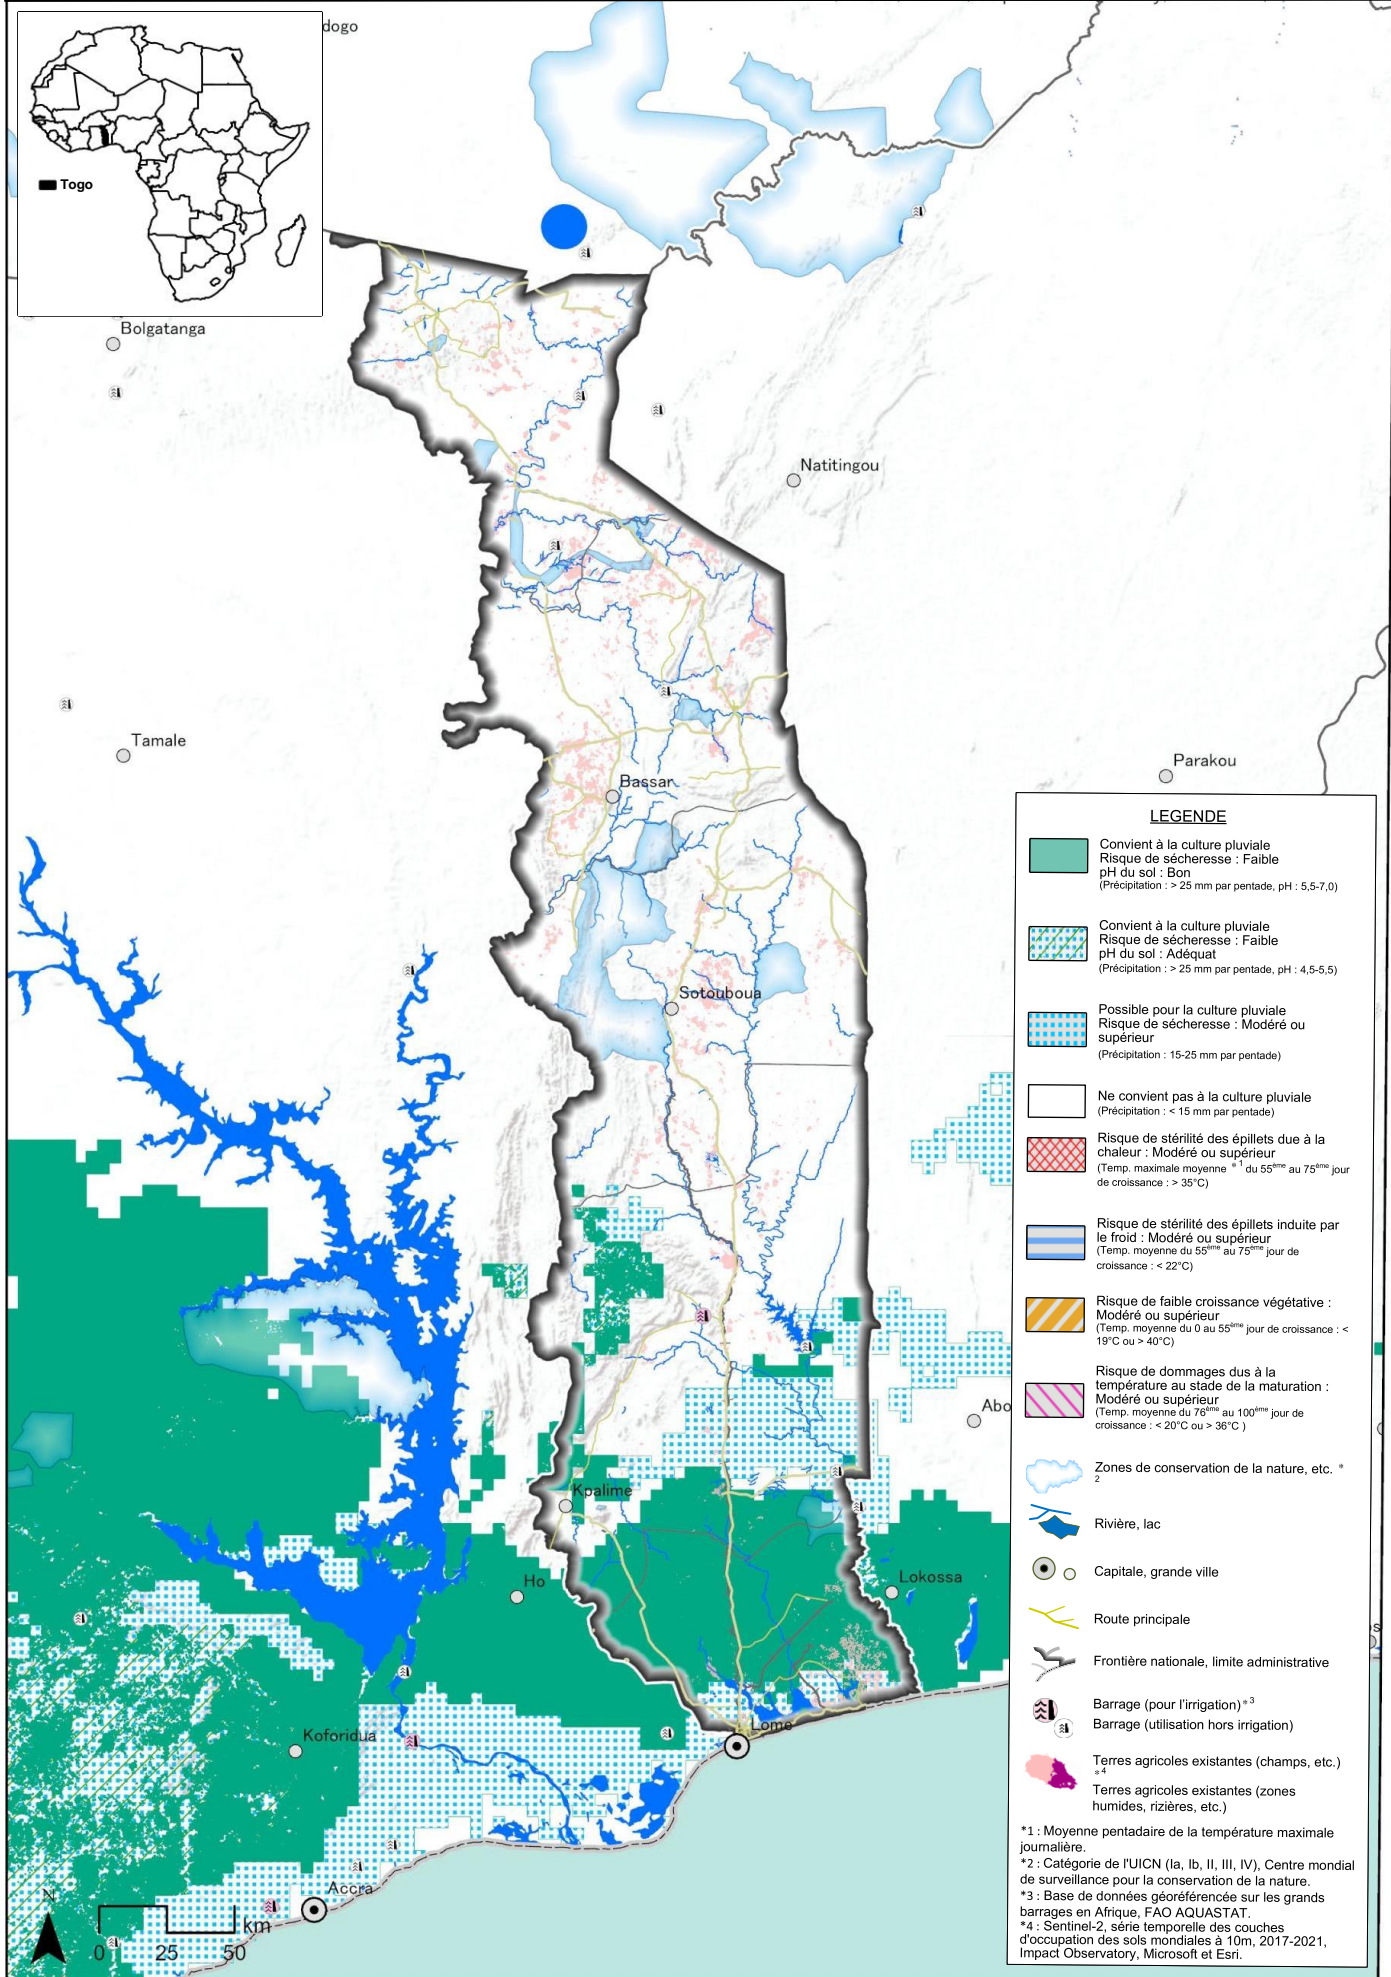 dogo
Togo
Bolgatanga
Natitingou
Tamale
Parakou
Bassar
Sotouboua
Abo
Kpalime
Ho
Lokossa
Lome
Koforidua
Accra
N
km
0 25 50
LEGENDE
Convient à la culture pluviale
Risque de sécheresse : Faible
pH du sol : Bon
(Précipitation : > 25 mm par pentade, pH : 5,5-7,0)
Convient à la culture pluviale
Risque de sécheresse : Faible
pH du sol : Adéquat
(Précipitation : > 25 mm par pentade, pH : 4,5-5,5)
Possible pour la culture pluviale
Risque de sécheresse : Modéré ou
supérieur
(Précipitation : 15-25 mm par pentade)
Ne convient pas à la culture pluviale
(Précipitation : < 15 mm par pentade)
Risque de stérilité des épillets due à la
chaleur : Modéré ou supérieur
(Temp. maximale moyenne *1 du 55ème au 75ème jour
de croissance : > 35°C)
Risque de stérilité des épillets induite par
le froid : Modéré ou supérieur
(Temp. moyenne du 55ème au 75ème jour de
croissance : < 22°C)
Risque de faible croissance végétative :
Modéré ou supérieur
(Temp. moyenne du 0 au 55ème jour de croissance : <
19°C ou > 40°C)
Risque de dommages dus à la
température au stade de la maturation :
Modéré ou supérieur
(Temp. moyenne du 76ème au 100ème jour de
croissance : < 20°C ou > 36°C )
Zones de conservation de la nature, etc. *
2
Rivière, lac
Capitale, grande ville
Route principale
Frontière nationale, limite administrative
Barrage (pour l'irrigation)*3
Barrage (utilisation hors irrigation)
Terres agricoles existantes (champs, etc.)
*4
Terres agricoles existantes (zones
humides, rizières, etc.)
*1 : Moyenne pentadaire de la température maximale
journalière.
*2 : Catégorie de l'UICN (Ia, Ib, II, III, IV), Centre mondial
de surveillance pour la conservation de la nature.
*3 : Base de données géoréférencée sur les grands
barrages en Afrique, FAO AQUASTAT.
*4 : Sentinel-2, série temporelle des couches
d'occupation des sols mondiales à 10m, 2017-2021,
Impact Observatory, Microsoft et Esri.